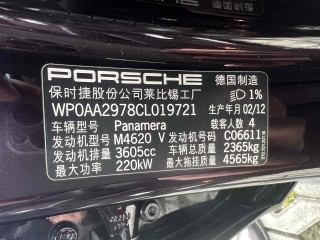 PORSCHE 德国制造
保时捷股份公司莱比锡工厂 1%
WP0AA2978CL019721 生产年月 02/12
车辆型号 Panamera 载客人数 4
发动机型号 M4620 V 发动机号码 C06611
发动机排量 3605cc 车辆总质量 2365kg
最大功率 220kW 最大拖挂质量 4565kg